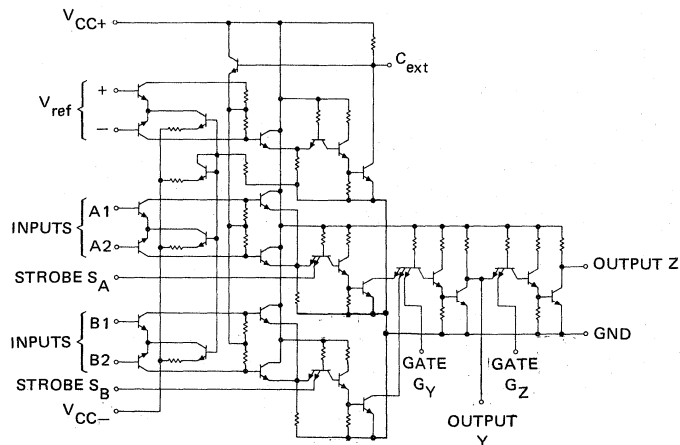 VCC+
Cext
Vref
+
−
INPUTS
A1
A2
STROBE SA
INPUTS
B1
B2
STROBE SB
VCC−
OUTPUT Z
GND
GATE
GY
GATE
GZ
OUTPUT
Y